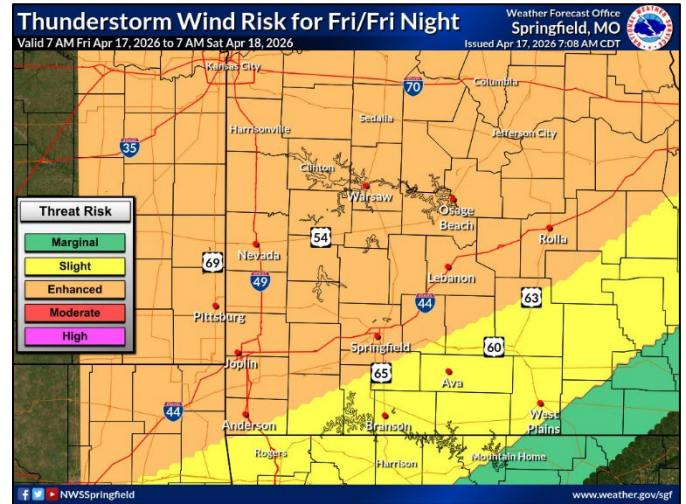 Thunderstorm Wind Risk for Fri/Fri Night
Valid 7 AM Fri Apr 17, 2026 to 7 AM Sat Apr 18, 2026
Weather Forecast Office
Springfield, MO
Issued Apr 17, 2026 7:08 AM CDT
Kansas City
70
Columbia
Sedalia
Harrisonville
Jefferson City
35
Clinton
Warsaw
Osage
Beach
Threat Risk
Marginal
Slight
Enhanced
Moderate
High
Rolla
54
Nevada
69
Lebanon
49
63
44
Pittsburg
Springfield
60
Joplin
65
Ava
44
Anderson
Branson
West
Plains
Rogers
Harrison
Mountain Home
NWSSpringfield
www.weather.gov/sgf